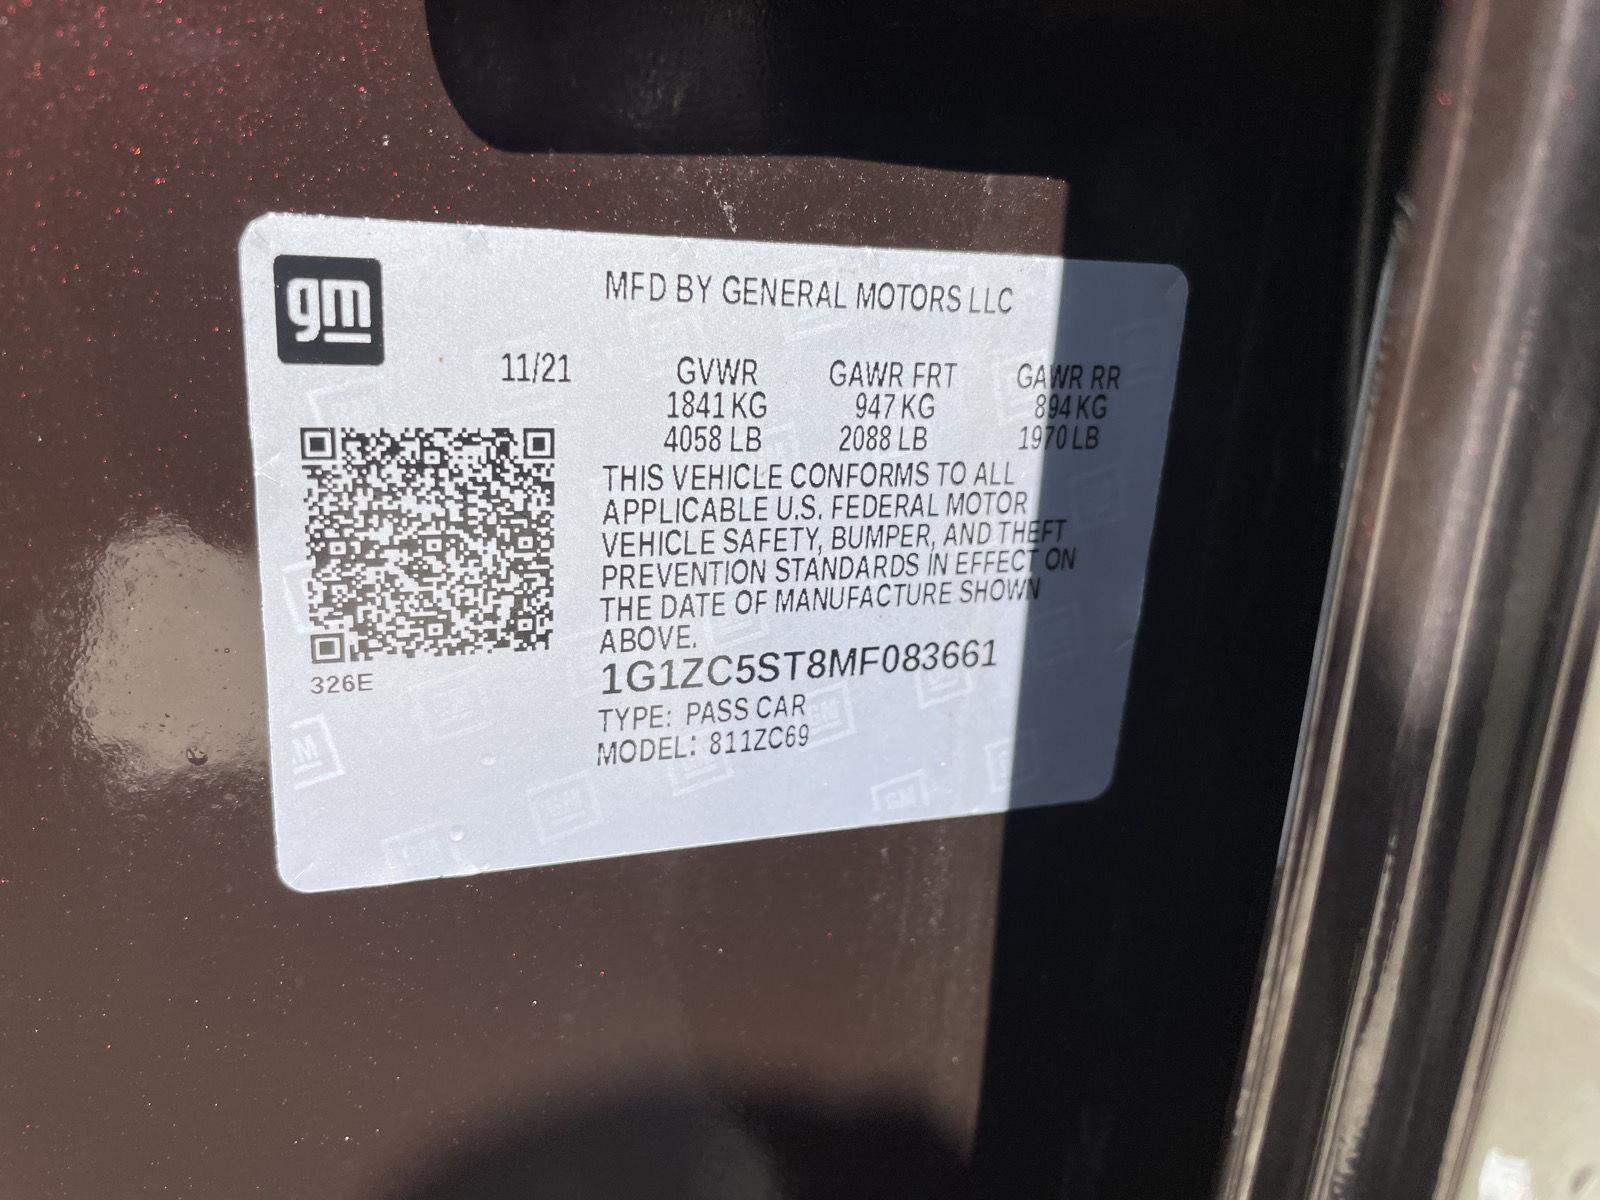 gm
MFD BY GENERAL MOTORS LLC
11/21 GVWR GAWR FRT GAWR RR
1841 KG 947 KG 894 KG
4058 LB 2088 LB 1970 LB
THIS VEHICLE CONFORMS TO ALL
APPLICABLE U.S. FEDERAL MOTOR
VEHICLE SAFETY, BUMPER, AND THEFT
PREVENTION STANDARDS IN EFFECT ON
THE DATE OF MANUFACTURE SHOWN
ABOVE.
326E
1G1ZC5ST8MF083661
TYPE: PASS CAR
MODEL: 811ZC69